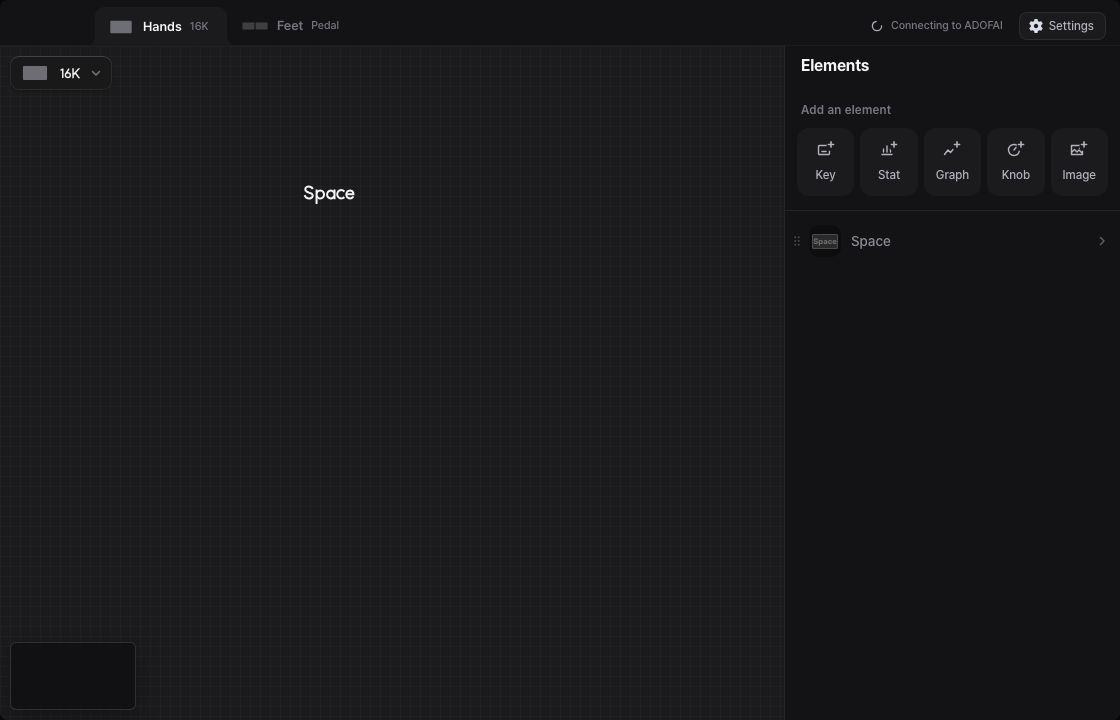 Hands 16K
Feet Pedal
Connecting to ADOFAI
Settings
16K
Space
Elements
Add an element
Key
Stat
Graph
Knob
Image
Space
Space